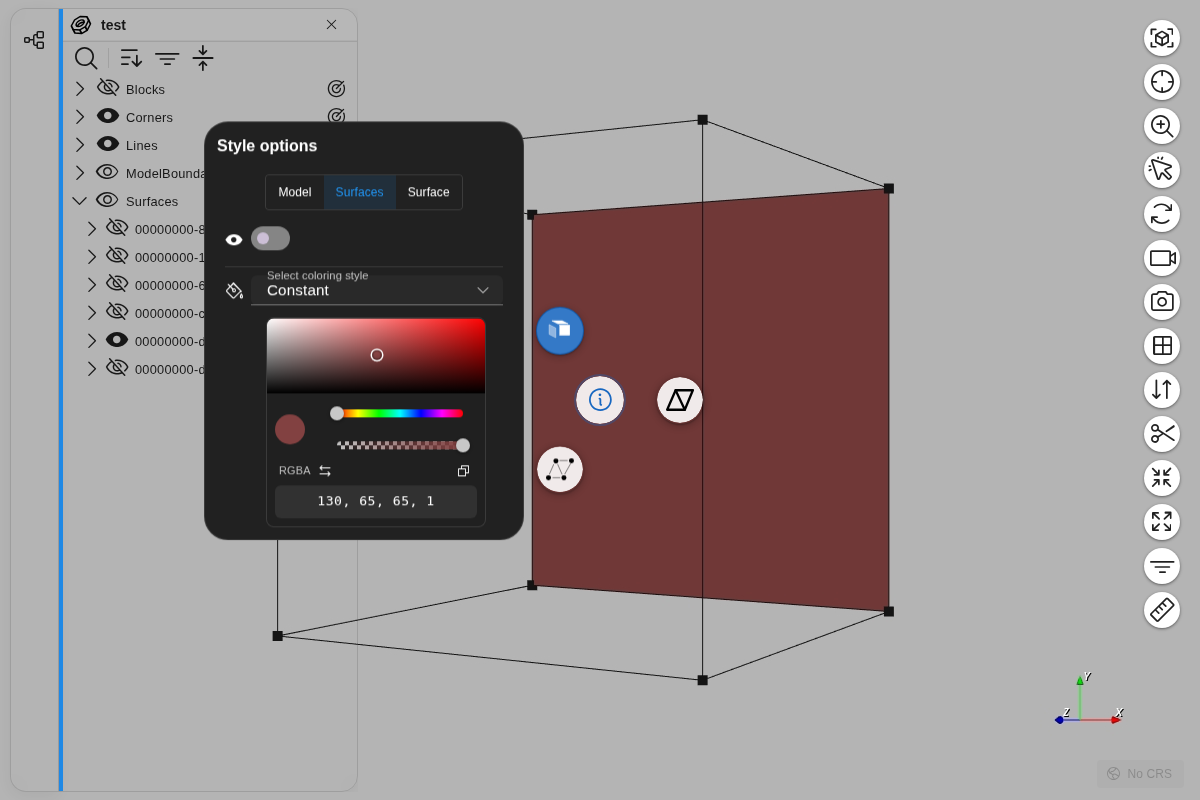 test
Blocks
Corners
Lines
ModelBounda
Surfaces
00000000-8
00000000-1
00000000-6
00000000-c
00000000-d
00000000-d
Style options
Model Surfaces Surface
Select coloring style
Constant
RGBA
130, 65, 65, 1
Y
Z
X
No CRS